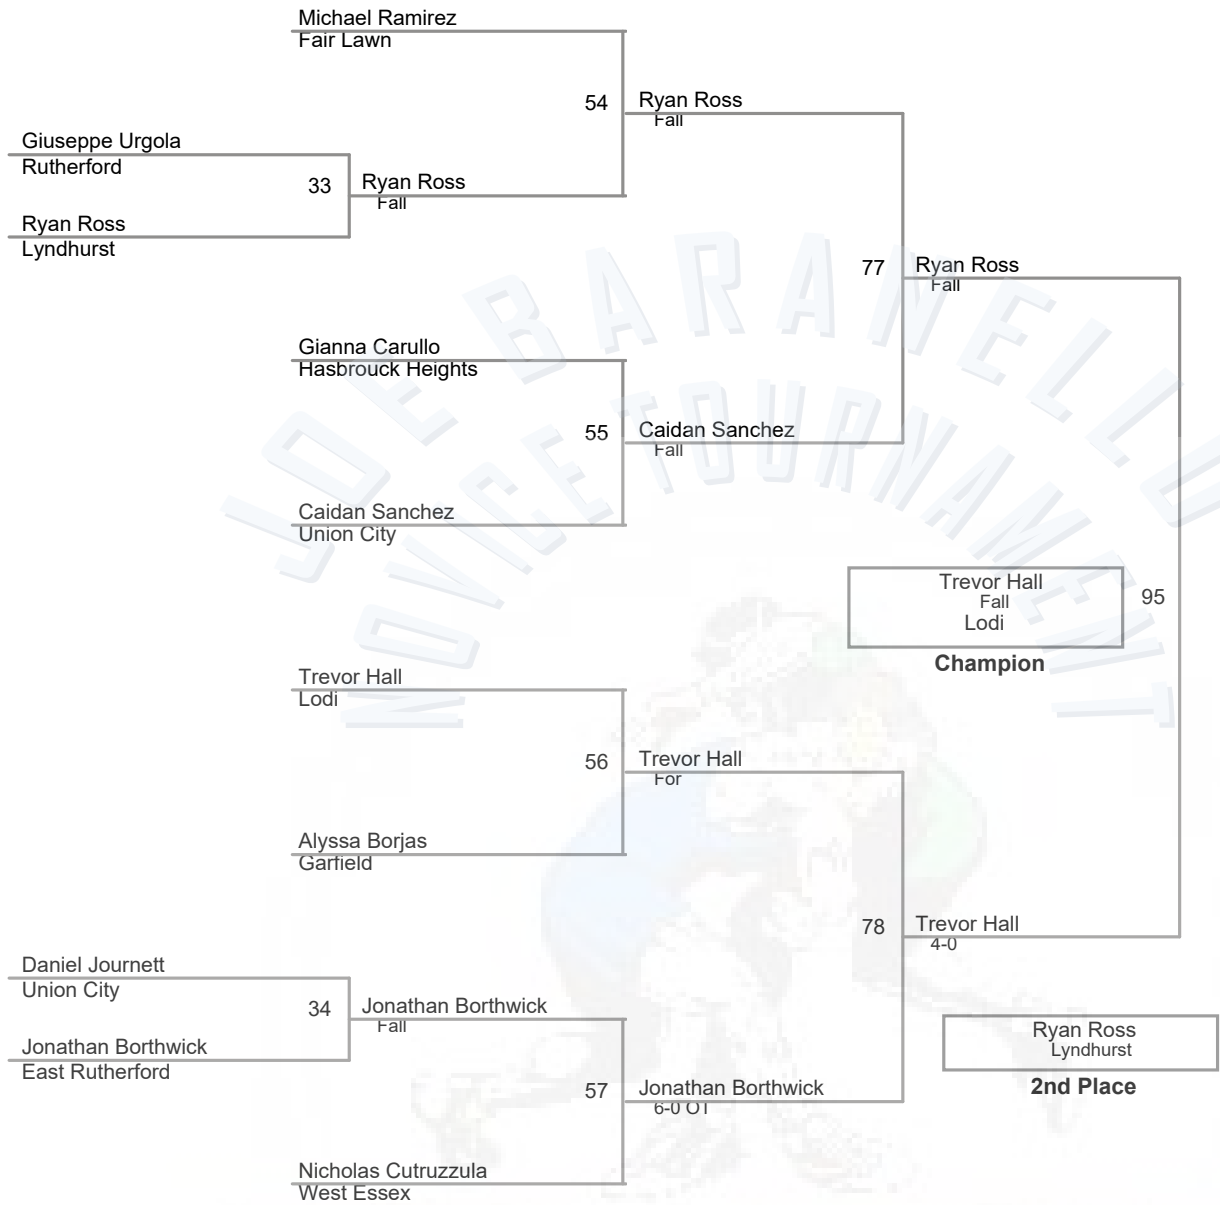 Michael Ramirez
Fair Lawn
54
Ryan Ross
Fall
Giuseppe Urgola
Rutherford
33
Ryan Ross
Fall
Ryan Ross
Lyndhurst
77
Ryan Ross
Fall
Gianna Carullo
Hasbrouck Heights
55
Caidan Sanchez
Fall
Caidan Sanchez
Union City
JOE BARANELLO
NOVICE TOURNAMENT
Trevor Hall
Fall
Lodi
95
Champion
Trevor Hall
Lodi
56
Trevor Hall
For
Alyssa Borjas
Garfield
78
Trevor Hall
4-0
Daniel Journett
Union City
34
Jonathan Borthwick
Fall
Jonathan Borthwick
East Rutherford
57
Jonathan Borthwick
6-0 OT
Nicholas Cutruzzula
West Essex
Ryan Ross
Lyndhurst
2nd Place